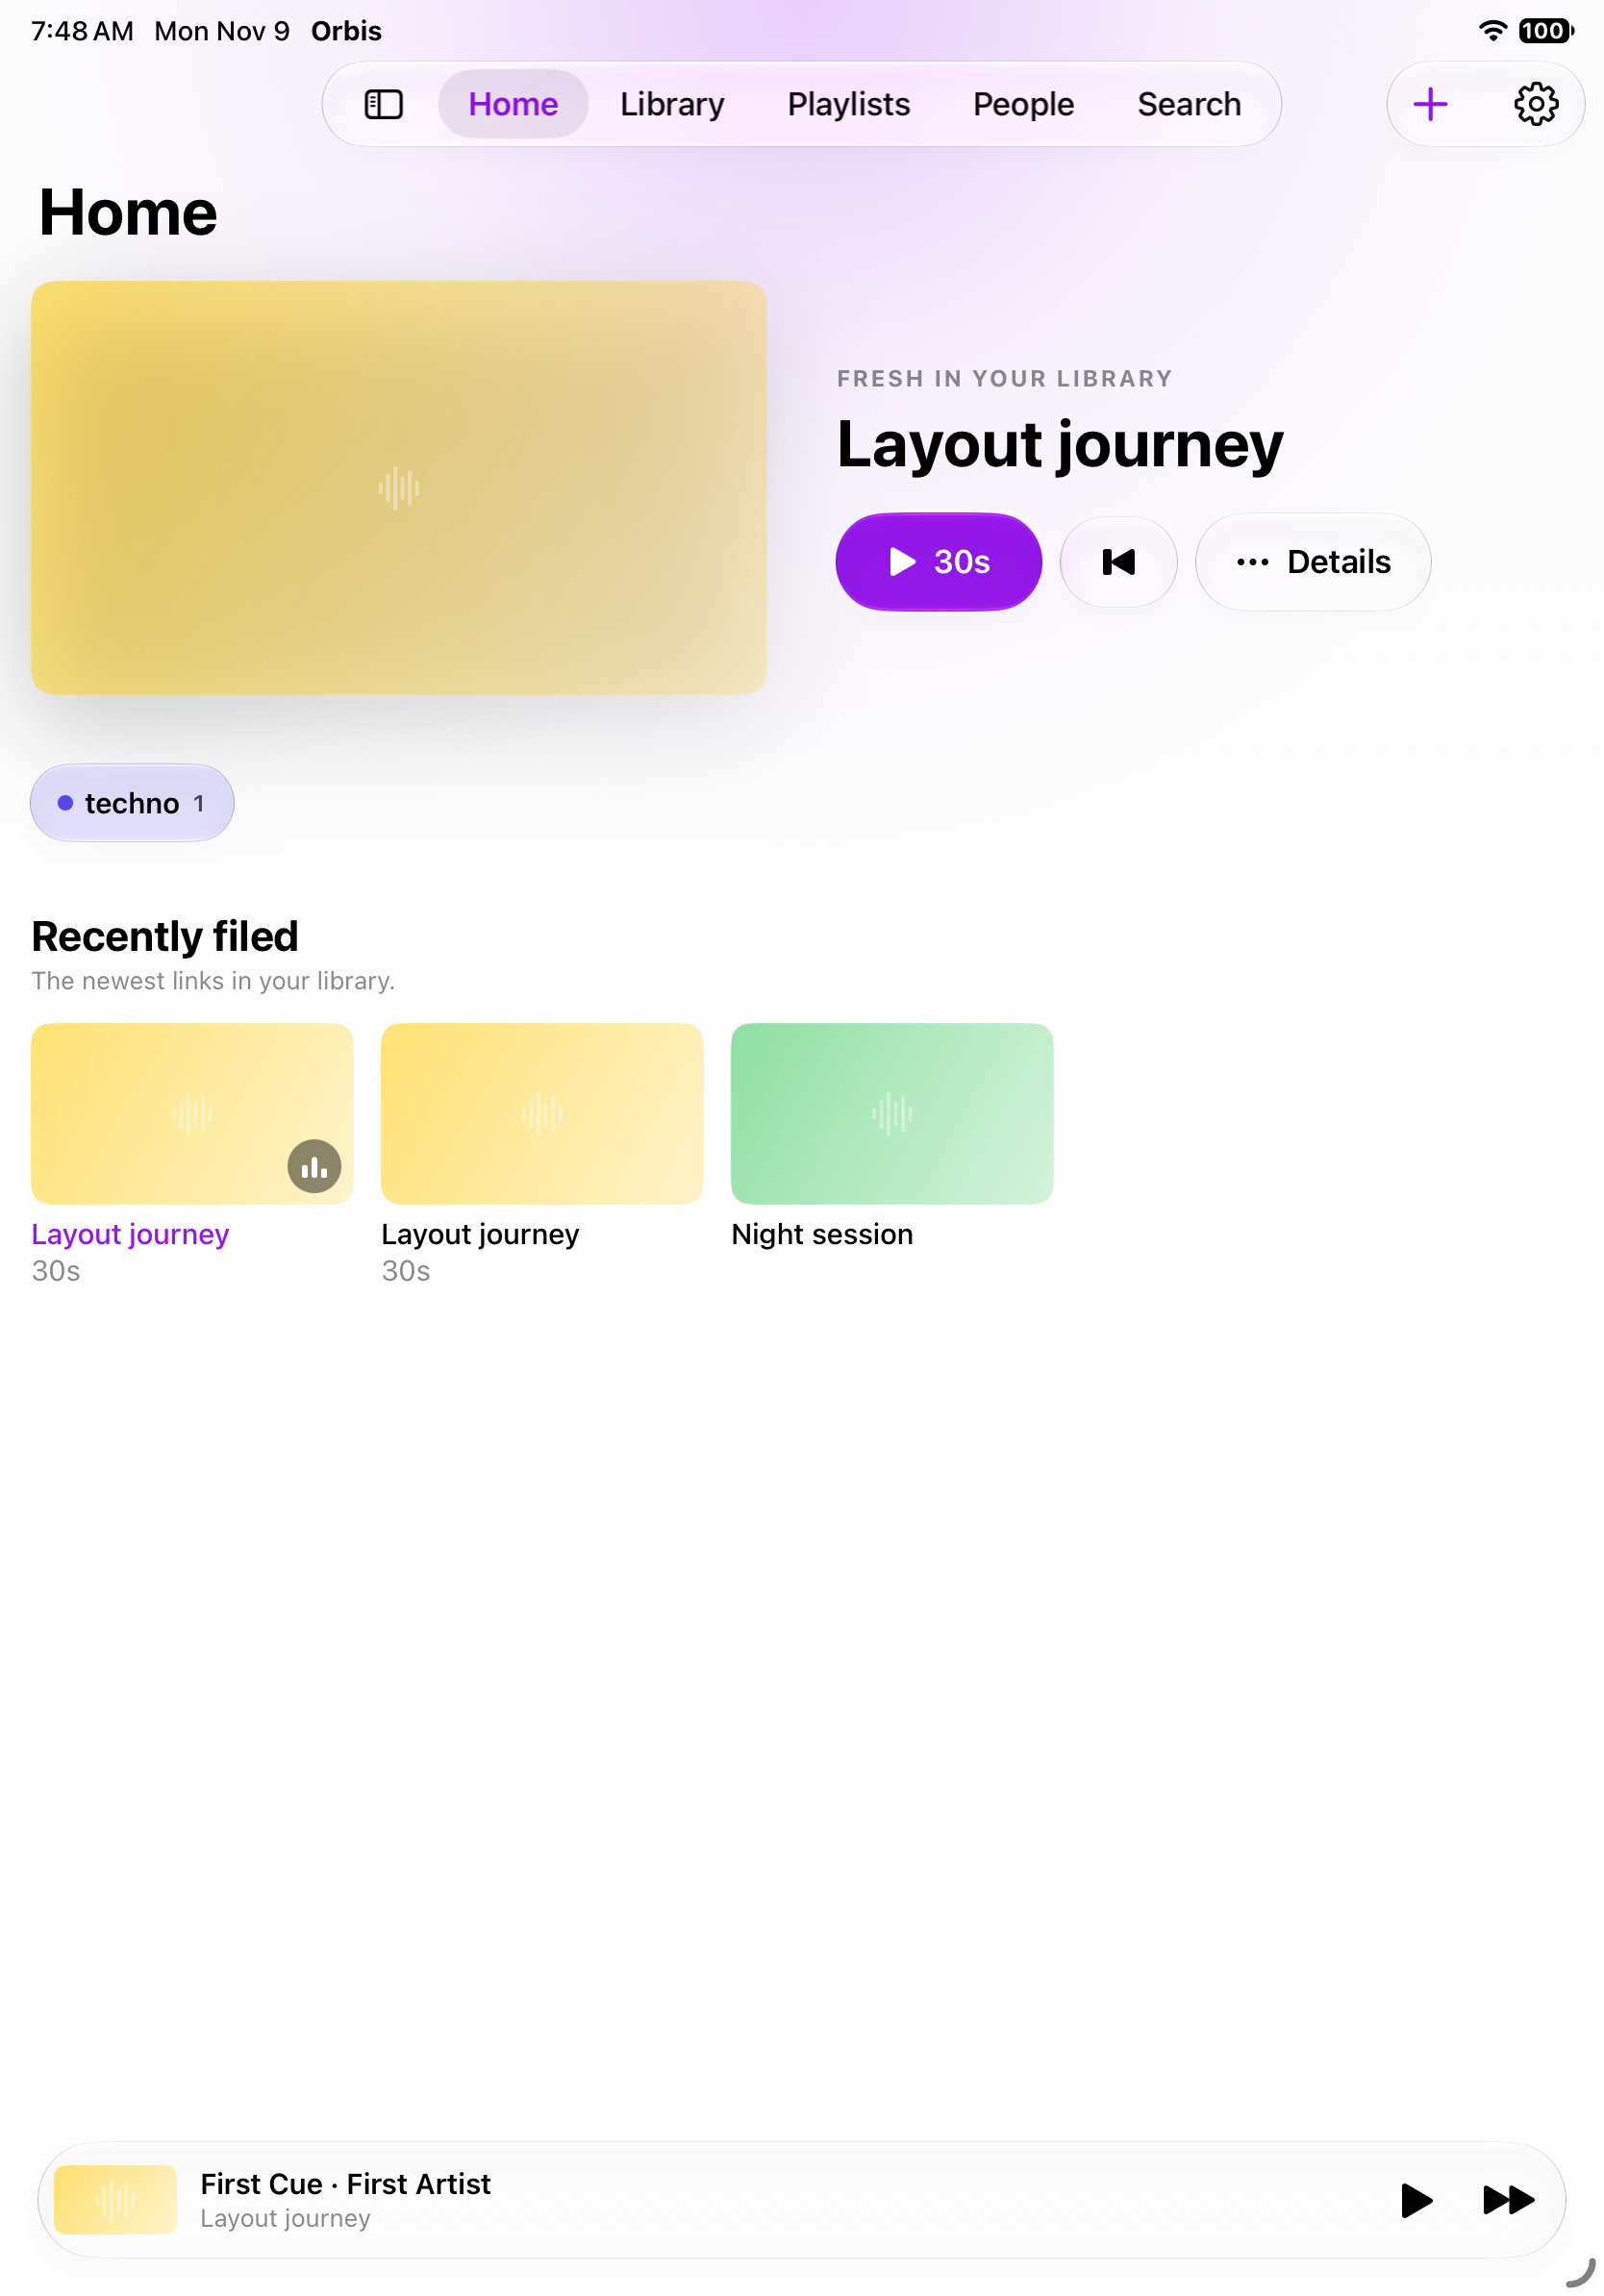 7:48 AM Mon Nov 9 Orbis
100
Home Library Playlists People Search
Home
FRESH IN YOUR LIBRARY
Layout journey
30s
Details
techno 1
Recently filed
The newest links in your library.
Layout journey
30s
Layout journey
30s
Night session
First Cue · First Artist
Layout journey